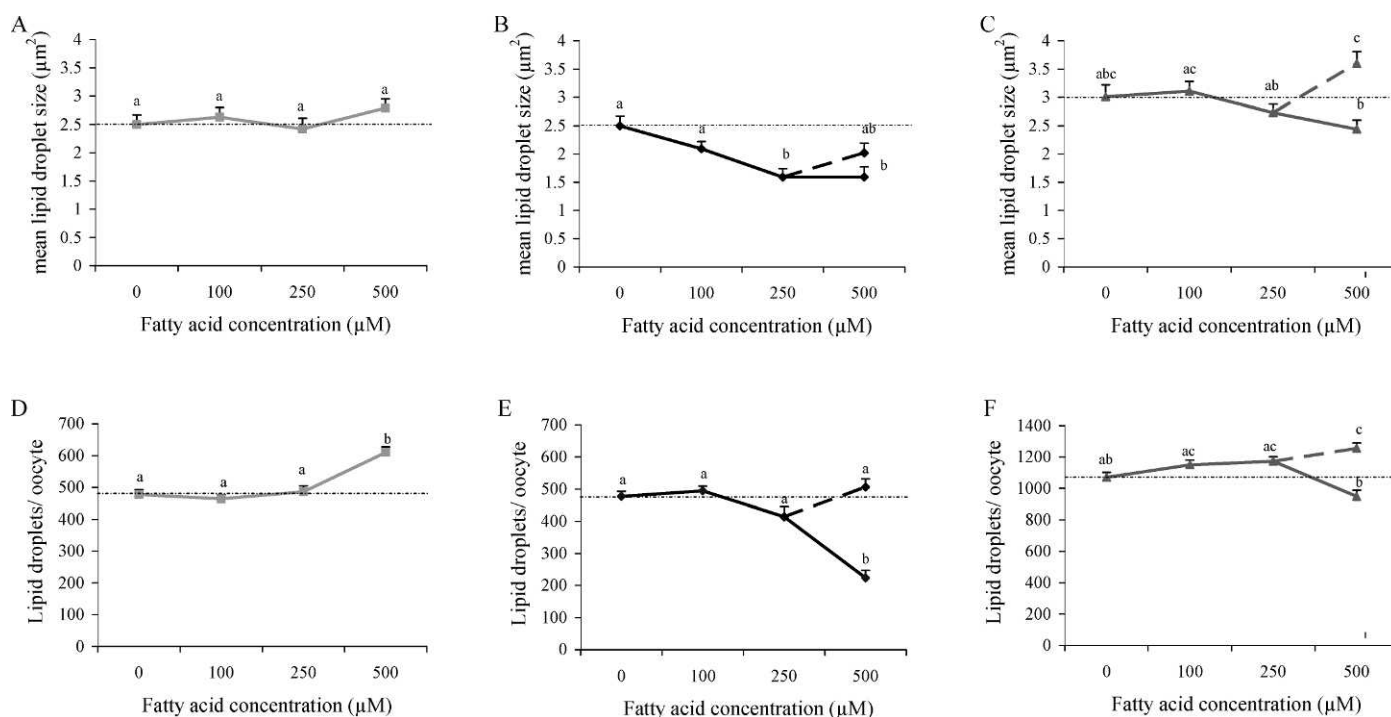 A
mean lipid droplet size (µm²)
4
3.5
3
2.5
2
1.5
1
0.5
0
a
a
a
a
0 100 250 500
Fatty acid concentration (µM)
B
mean lipid droplet size (µm²)
4
3.5
3
2.5
2
1.5
1
0.5
0
a
a
b
ab
b
0 100 250 500
Fatty acid concentration (µM)
C
mean lipid droplet size (µm²)
4
3.5
3
2.5
2
1.5
1
0.5
0
abc
ac
ab
c
b
0 100 250 500
Fatty acid concentration (µM)
D
Lipid droplets/ oocyte
700
600
500
400
300
200
100
0
a
a
a
b
0 100 250 500
Fatty acid concentration (µM)
E
Lipid droplets/ oocyte
700
600
500
400
300
200
100
0
a
a
a
a
b
0 100 250 500
Fatty acid concentration (µM)
F
Lipid droplets/ oocyte
1400
1200
1000
800
600
400
200
0
ab
ac
ac
c
b
0 100 250 500
Fatty acid concentration (µM)